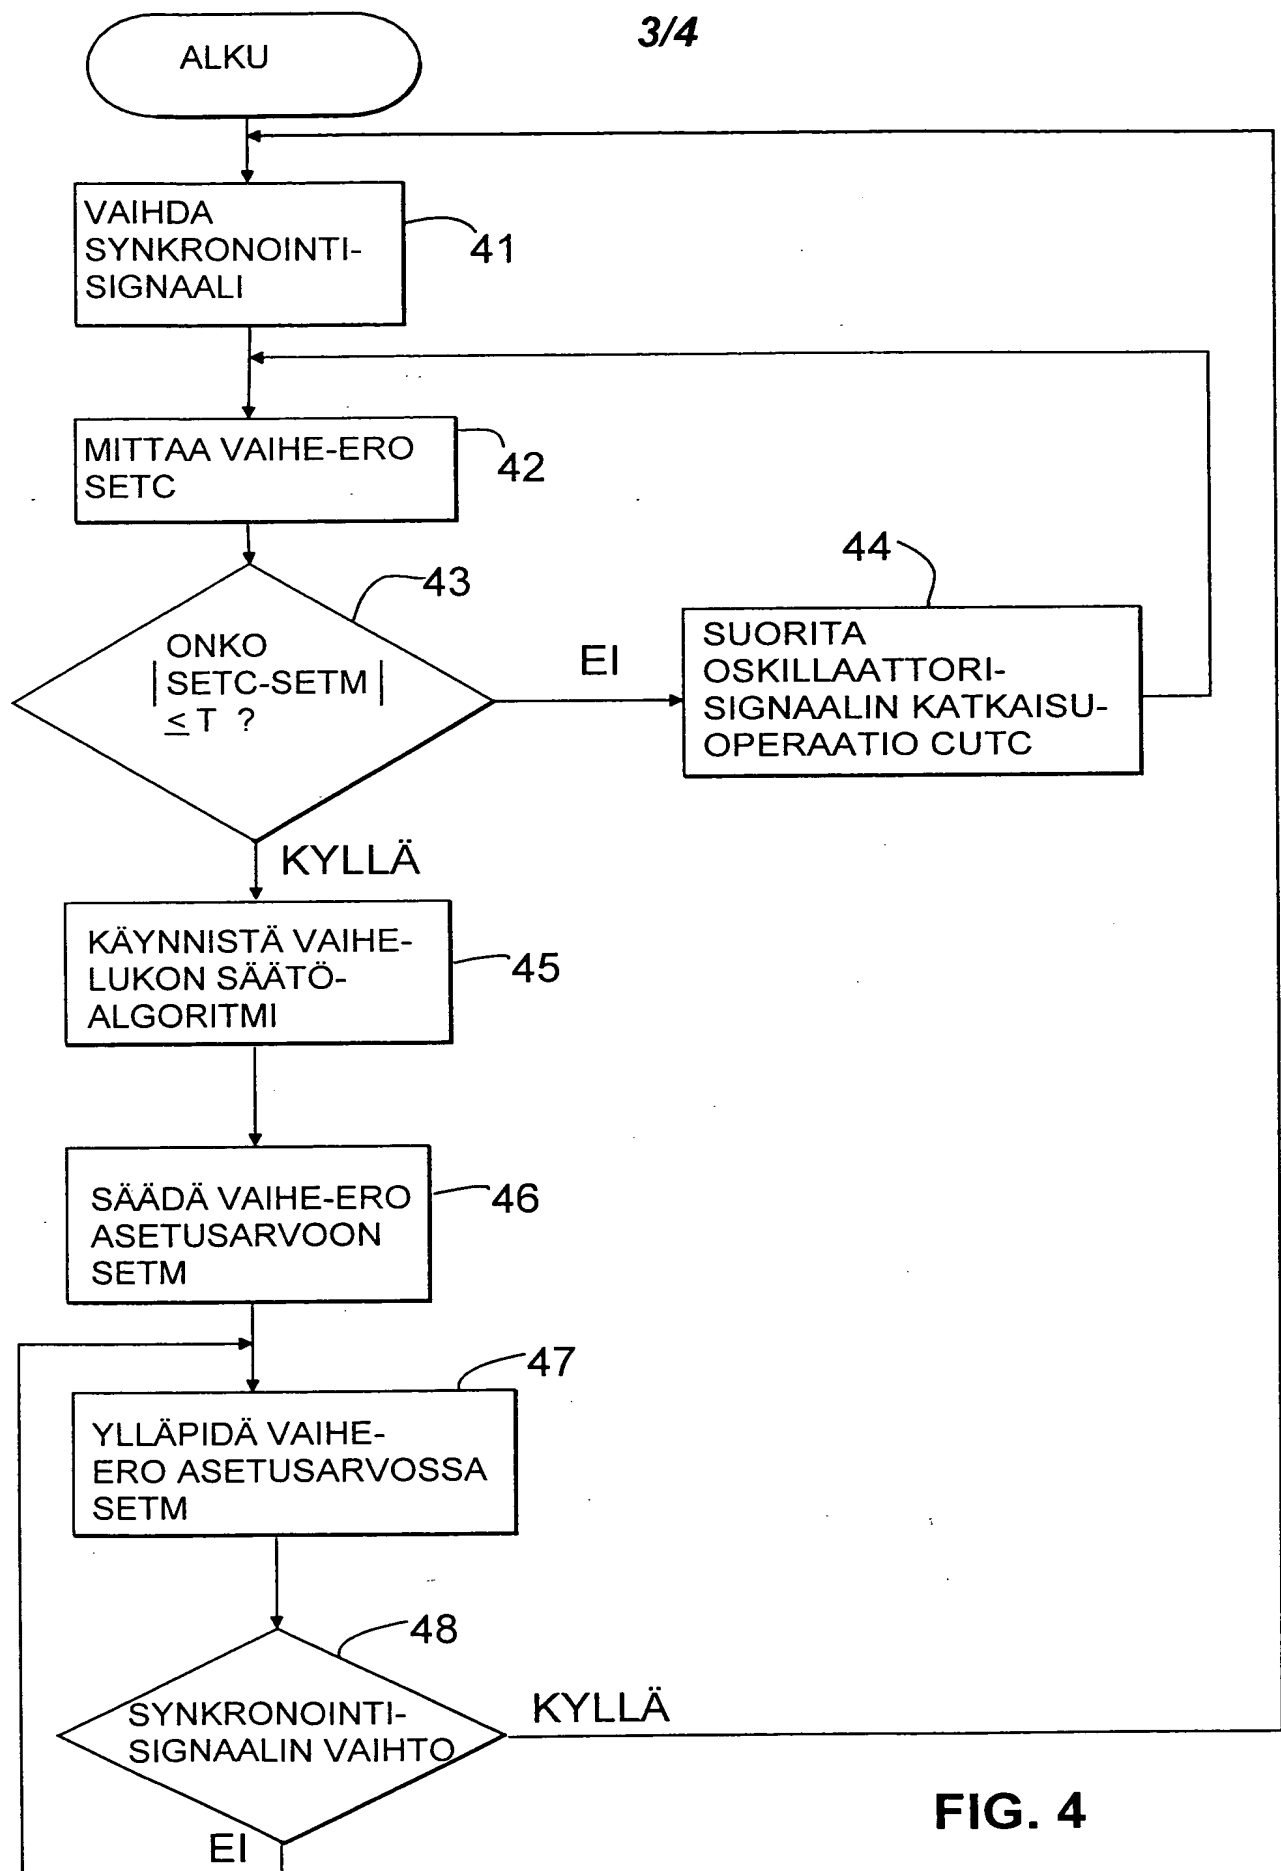 3/4
ALKU
VAIHDA
SYNKRONOINTI-
SIGNAALI
41
MITTAA VAIHE-ERO
SETC
42
43
ONKO
| SETC-SETM |
≤ T ?
EI
44
SUORITA
OSKILLAATTORI-
SIGNAALIN KATKAISU-
OPERAATIO CUTC
KYLLÄ
KÄYNNISTÄ VAIHE-
LUKON SÄÄTÖ-
ALGORITMI
45
SÄÄDÄ VAIHE-ERO
ASETUSARVOON
SETM
46
47
YLLÄPIDÄ VAIHE-
ERO ASETUSARVOSSA
SETM
48
SYNKRONOINTI-
SIGNAALIN VAIHTO
KYLLÄ
EI
FIG. 4